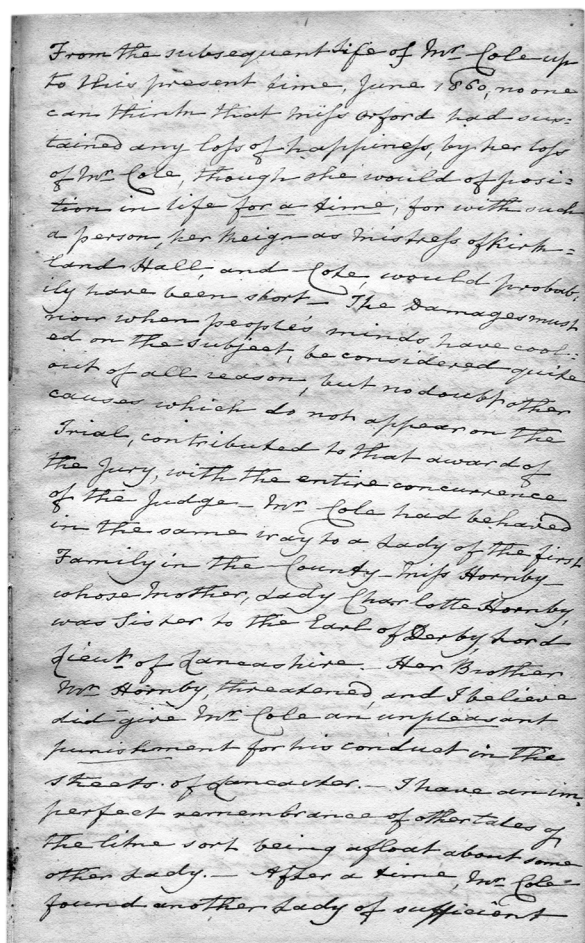 From the subsequent life of Mr. Cole up
to this present time, June 1860, no one
can think that Miss Orford had sus=
tained any loss of happiness, by her loss
of Mr Cole, though she would of posi=
tion in life for a time; for with such
a person, her Reign as Mistress of Kirk=
land Hall, and Cote, would probab
ily have been short — The Damages must
now when people's minds have cool=
ed on the subject, be considered quite
out of all reason, but no doubt other
causes which do not appear on the
Trial, contributed to that award of
the Jury, with the entire concurrence
of the Judge — Mr. Cole had behaved
in the same way to a Lady of the first
Family in the County — Miss Hornby
whose Mother, Lady Charlotte Hornby,
was Sister to the Earl of Derby, Lord
Lieut. of Lancashire. — Her Brother
Mr Hornby, threatened, and I believe
did give Mr Cole an unpleasant
punishment for his conduct in the
streets of Lancaster. — I have an im=
perfect remembrance of other tales of
the like sort being afloat about some
other Lady. — After a time, Mr. Cole
found another Lady of sufficient